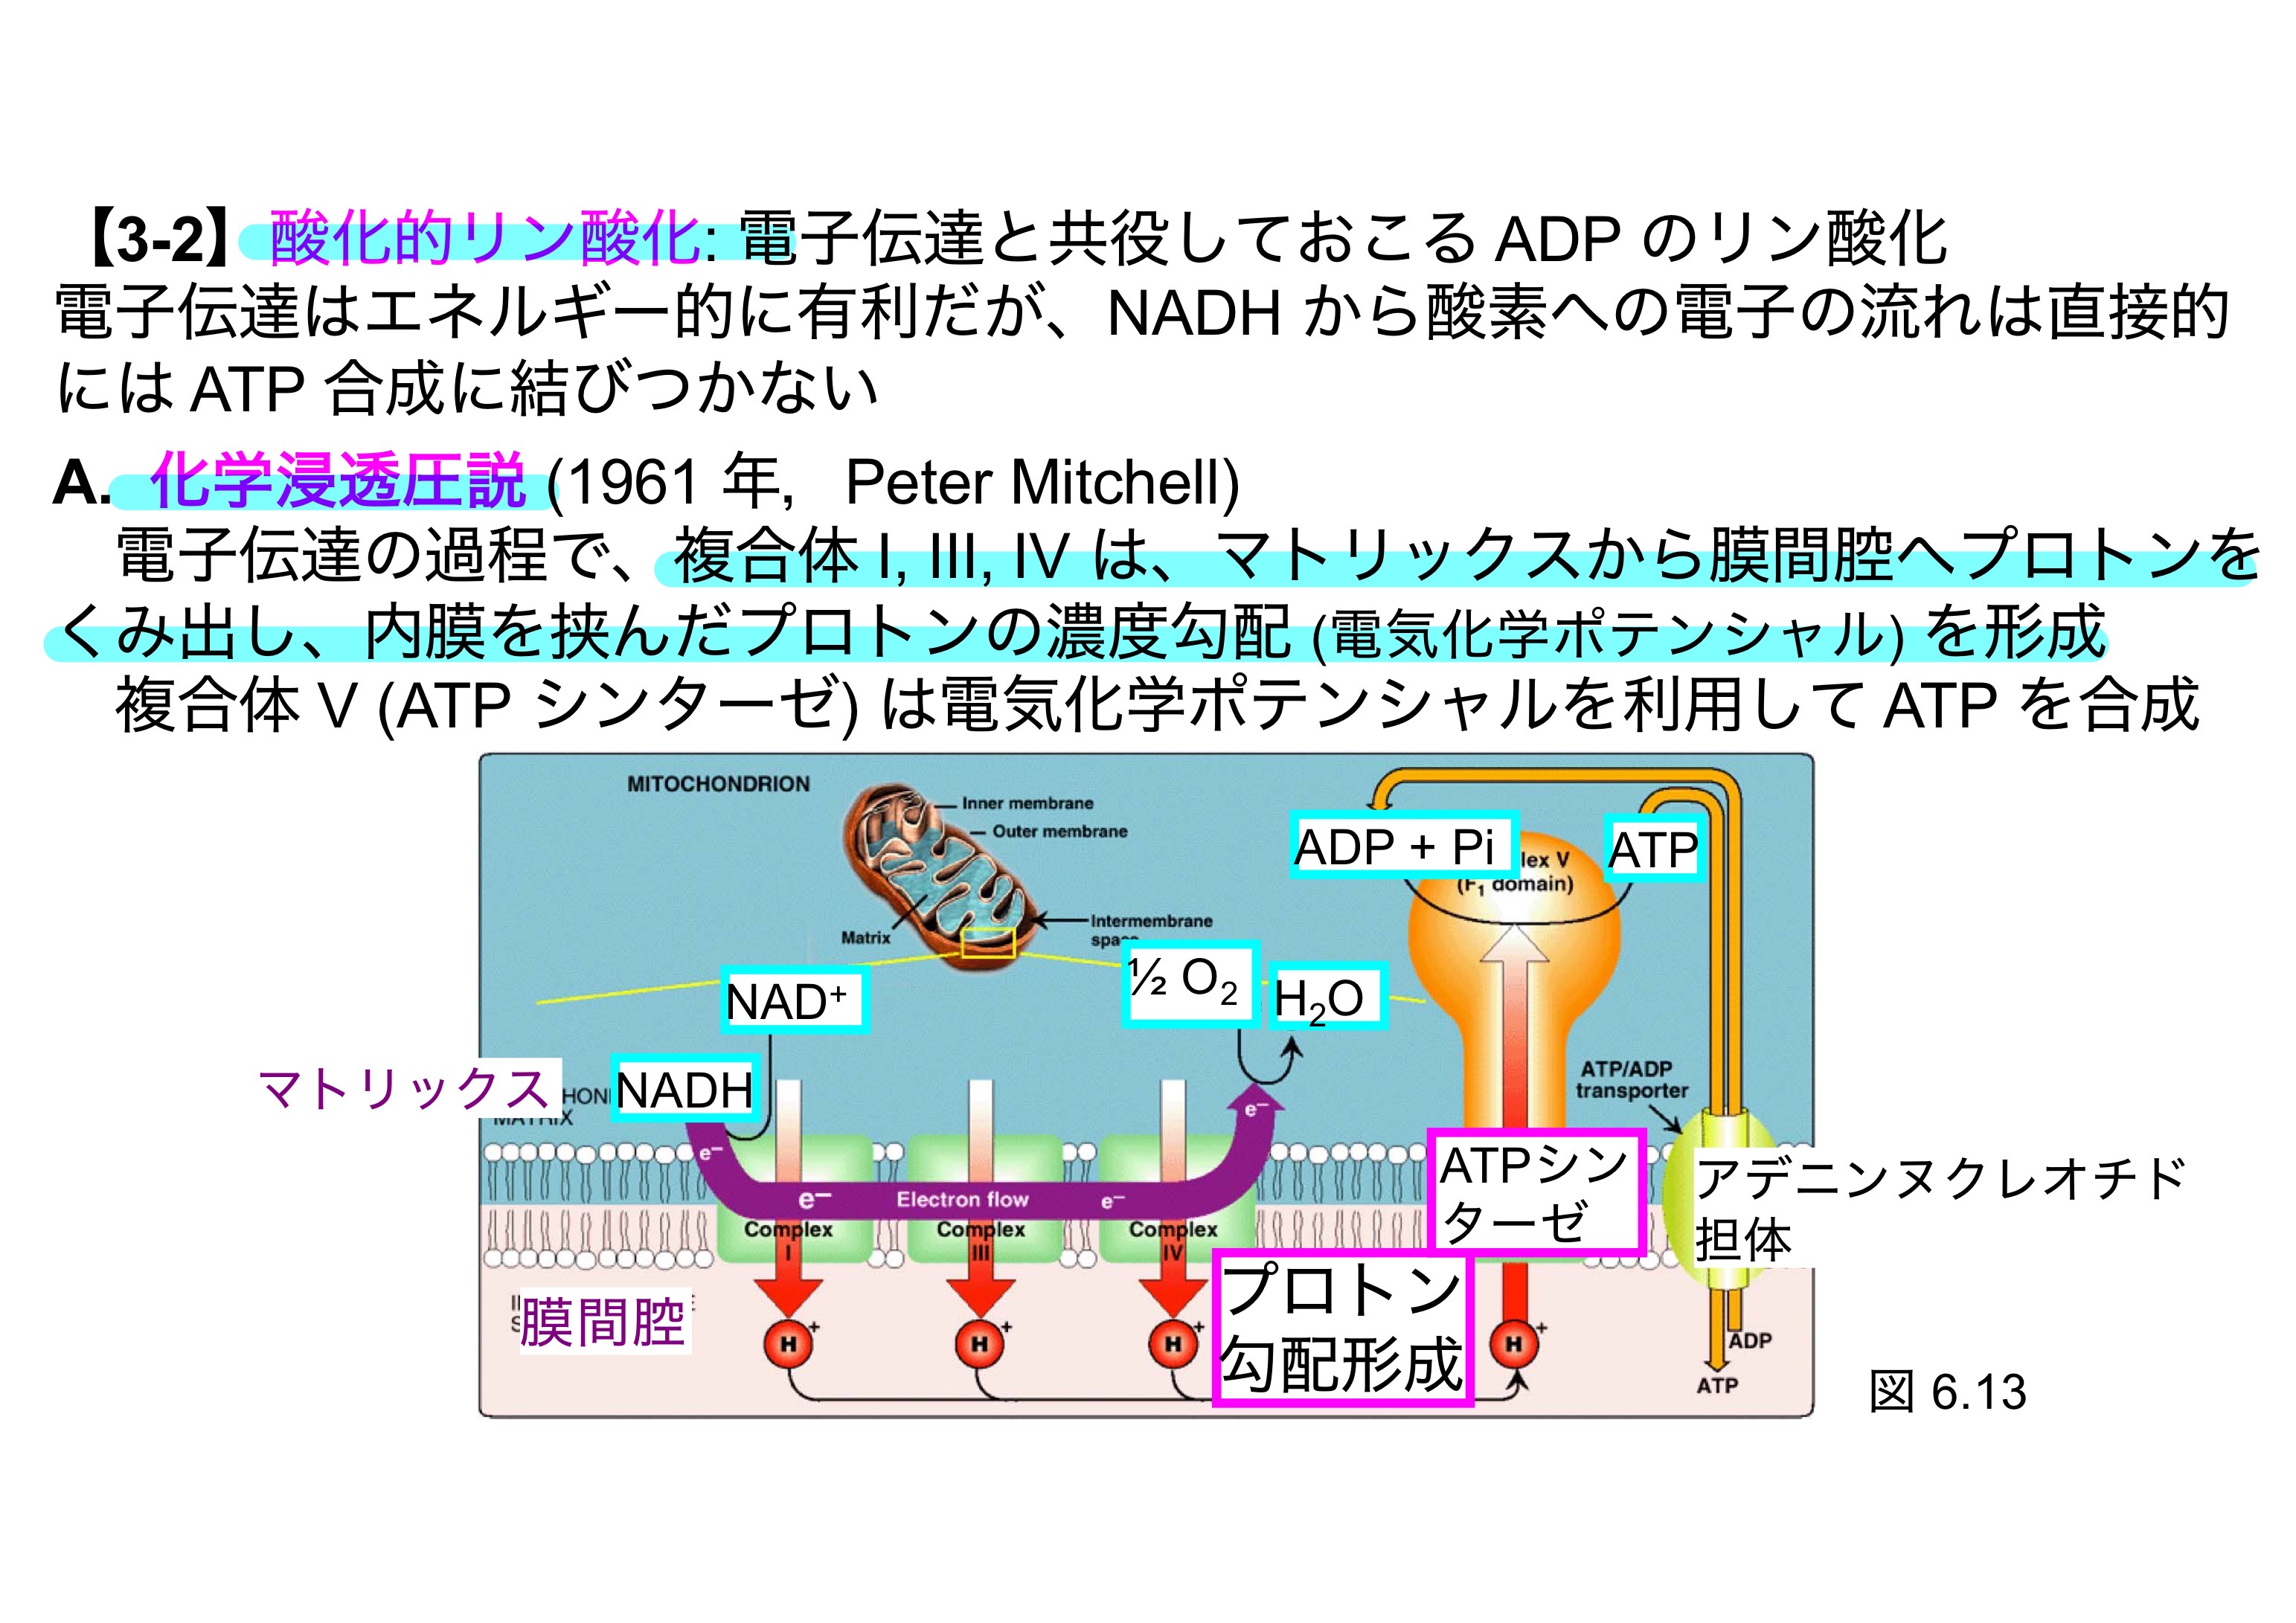 【3-2】 酸化的リン酸化: 電子伝達と共役しておこる ADP のリン酸化
電子伝達はエネルギー的に有利だが、NADH から酸素への電子の流れは直接的
には ATP 合成に結びつかない
A. 化学浸透圧説 (1961 年, Peter Mitchell)
電子伝達の過程で、複合体 I, III, IV は、マトリックスから膜間腔へプロトンを
くみ出し、内膜を挟んだプロトンの濃度勾配 (電気化学ポテンシャル) を形成
複合体 V (ATP シンターゼ) は電気化学ポテンシャルを利用して ATP を合成
MITOCHONDRION
Inner membrane
Outer membrane
Matrix
Intermembrane
ADP + Pi
ATP
lex V
(F₁ domain)
NAD⁺
½ O₂
H₂O
マトリックス
NADH
MATRIX
ATP/ADP
transporter
e⁻
e⁻
Electron flow
e⁻
e⁻
Complex
I
Complex
III
Complex
IV
ATPシン
ターゼ
アデニンヌクレオチド
担体
膜間腔
プロトン
勾配形成
H⁺
H⁺
H⁺
H⁺
ADP
ATP
図 6.13